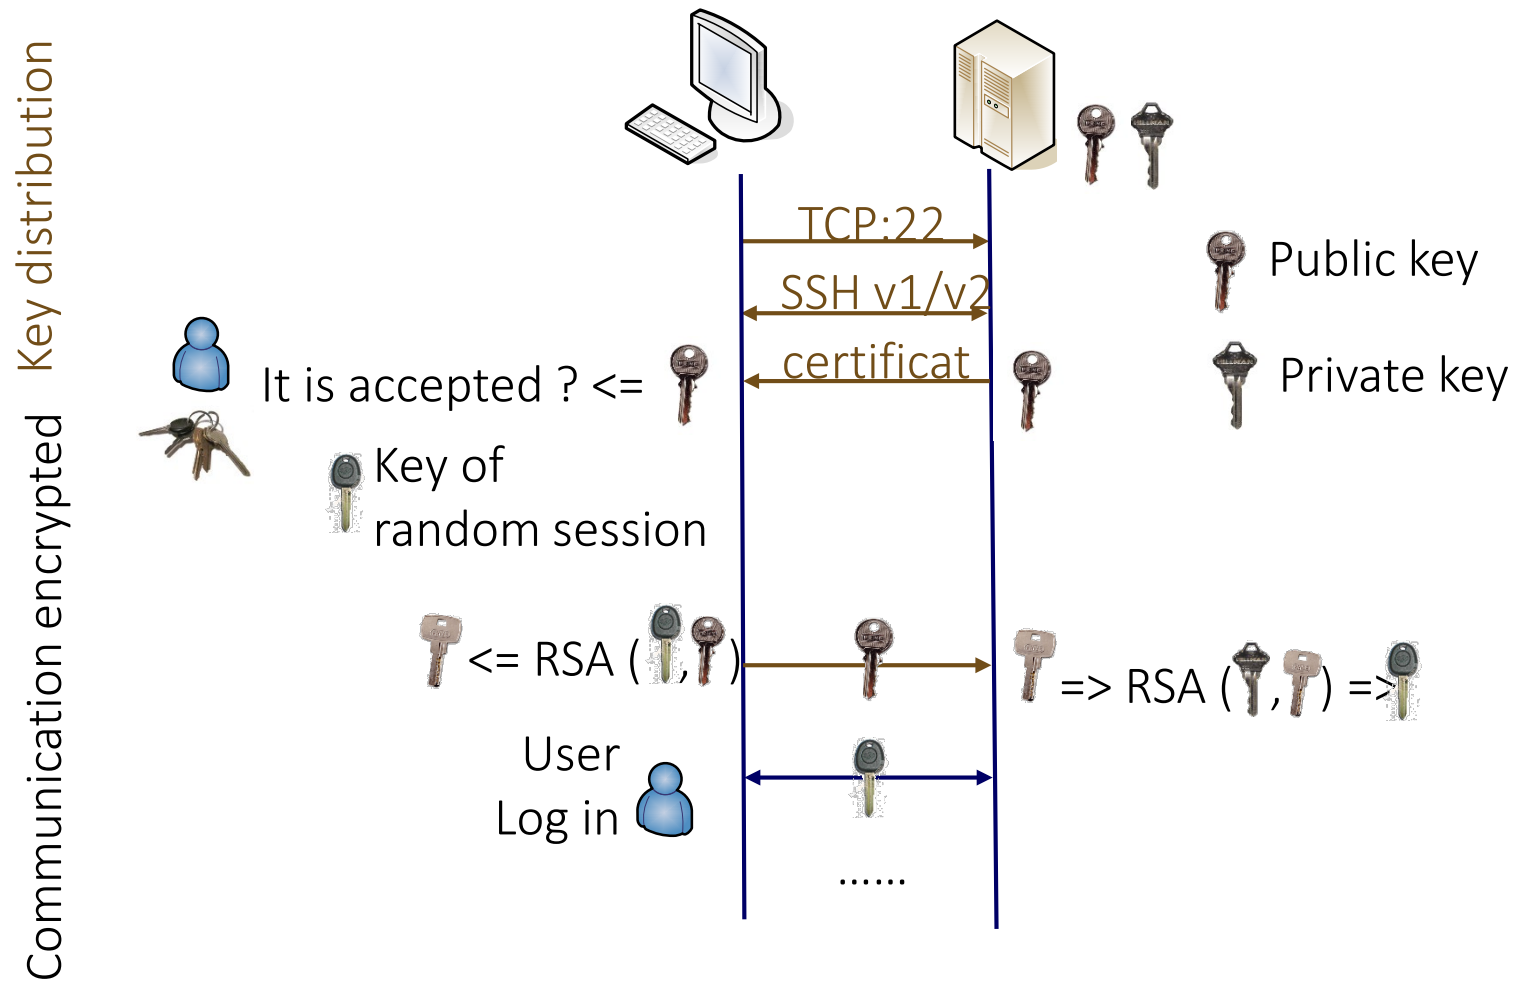 Key distribution
Communication encrypted
TCP:22
SSH v1/v2
certificat
Public key
Private key
It is accepted ? <=
Key of
random session
<= RSA ( , )
=> RSA ( , ) =>
User
Log in
......